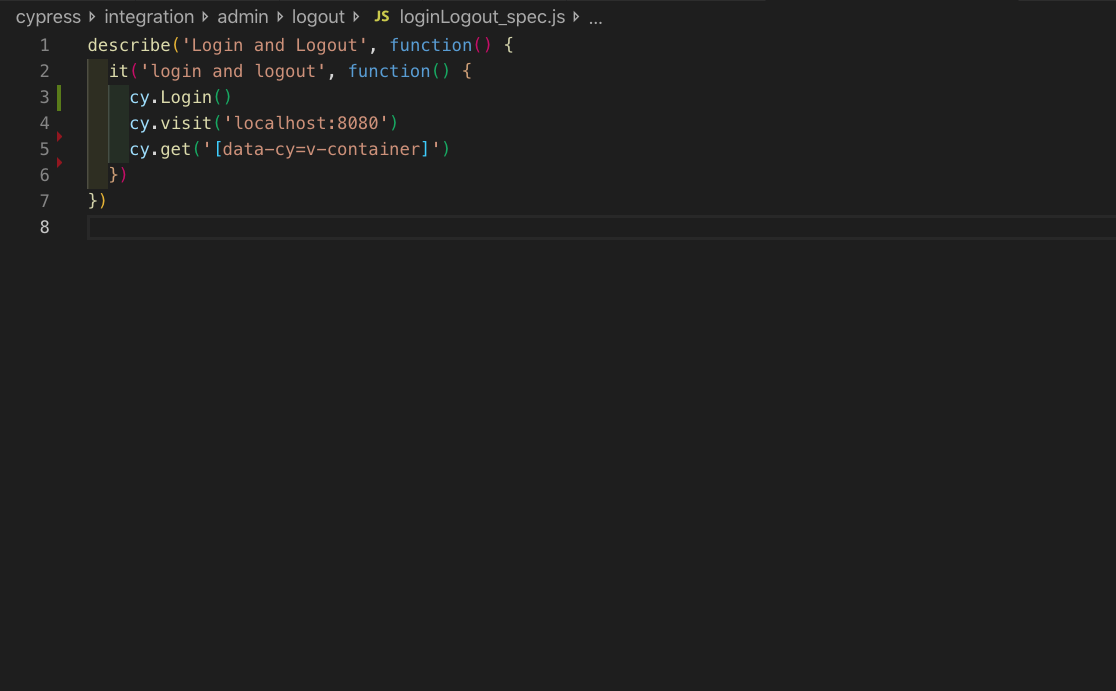 cypress integration admin logout JS loginLogout_spec.js ...
1 describe('Login and Logout', function() {
2 it('login and logout', function() {
3 cy.Login()
4 cy.visit('localhost:8080')
5 cy.get('[data-cy=v-container]')
6 })
7 })
8